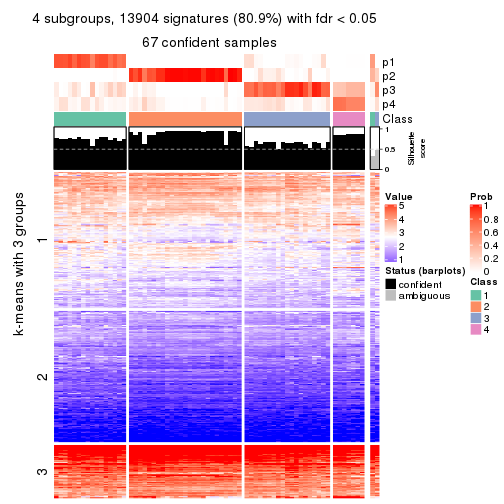 4 subgroups, 13904 signatures (80.9%) with fdr < 0.05
67 confident samples
p1
p2
p3
p4
Class
1
0.5
0
Silhouette
score
k-means with 3 groups
1
2
3
Value
5
4
3
2
1
Status (barplots)
confident
ambiguous
Prob
1
0.8
0.6
0.4
0.2
0
Class
1
2
3
4